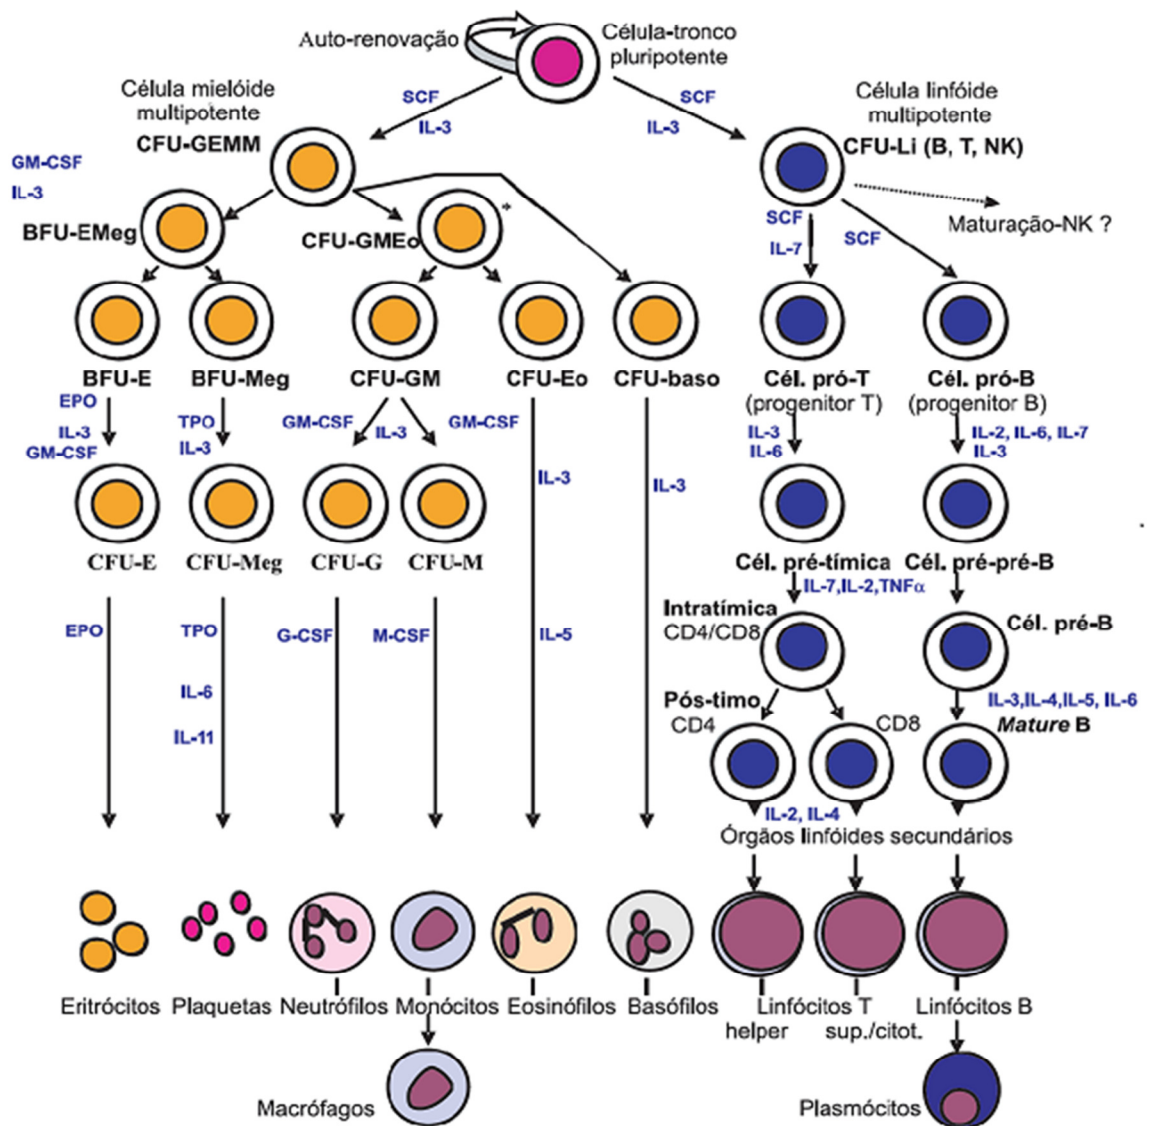 Auto-renovação
Célula-tronco
pluripotente
Célula mielóide
multipotente
CFU-GEMM
SCF
IL-3
SCF
IL-3
Célula linfóide
multipotente
CFU-Li (B, T, NK)
GM-CSF
IL-3
BFU-EMeg
CFU-GMEo
*
SCF
IL-7
SCF
Maturação-NK ?
BFU-E
BFU-Meg
CFU-GM
CFU-Eo
CFU-baso
Cél. pró-T
(progenitor T)
Cél. pró-B
(progenitor B)
EPO
IL-3
GM-CSF
TPO
IL-3
GM-CSF
IL-3
GM-CSF
IL-3
IL-3
IL-3
IL-6
IL-2, IL-6, IL-7
IL-3
CFU-E
CFU-Meg
CFU-G
CFU-M
Cél. pré-tímica
Cél. pré-pré-B
IL-7,IL-2,TNFα
Intratímica
CD4/CD8
Cél. pré-B
EPO
TPO
IL-6
IL-11
G-CSF
M-CSF
IL-5
Pós-timo
CD4
CD8
IL-3,IL-4,IL-5, IL-6
Mature B
IL-2, IL-4
Órgãos linfóides secundários
Eritrócitos
Plaquetas
Neutrófilos
Monócitos
Eosinófilos
Basófilos
Linfócitos T
helper
sup./citot.
Linfócitos B
Macrófagos
Plasmócitos